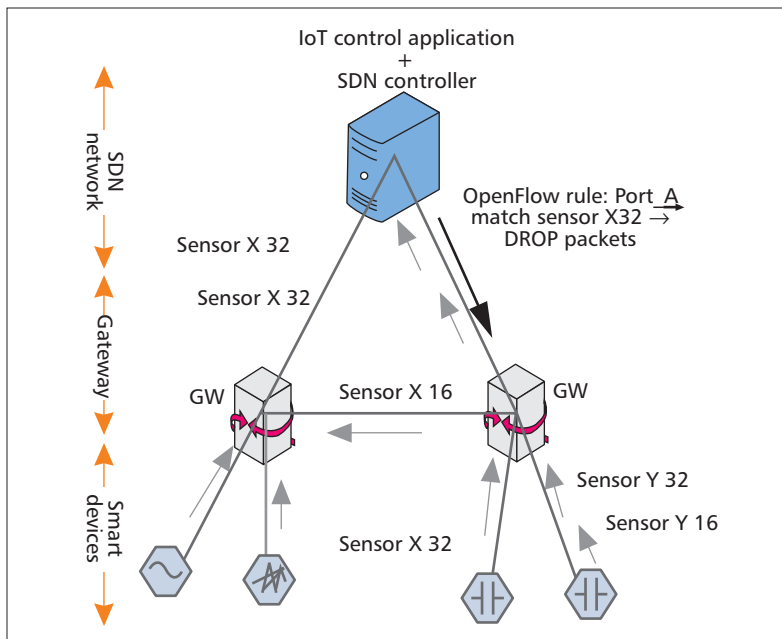 IoT control application
+
SDN controller
SDN
network
OpenFlow rule: Port A
match sensor X32 →
DROP packets
Sensor X 32
Sensor X 32
Gateway
GW
Sensor X 16
GW
Smart
devices
Sensor X 32
Sensor Y 32
Sensor Y 16